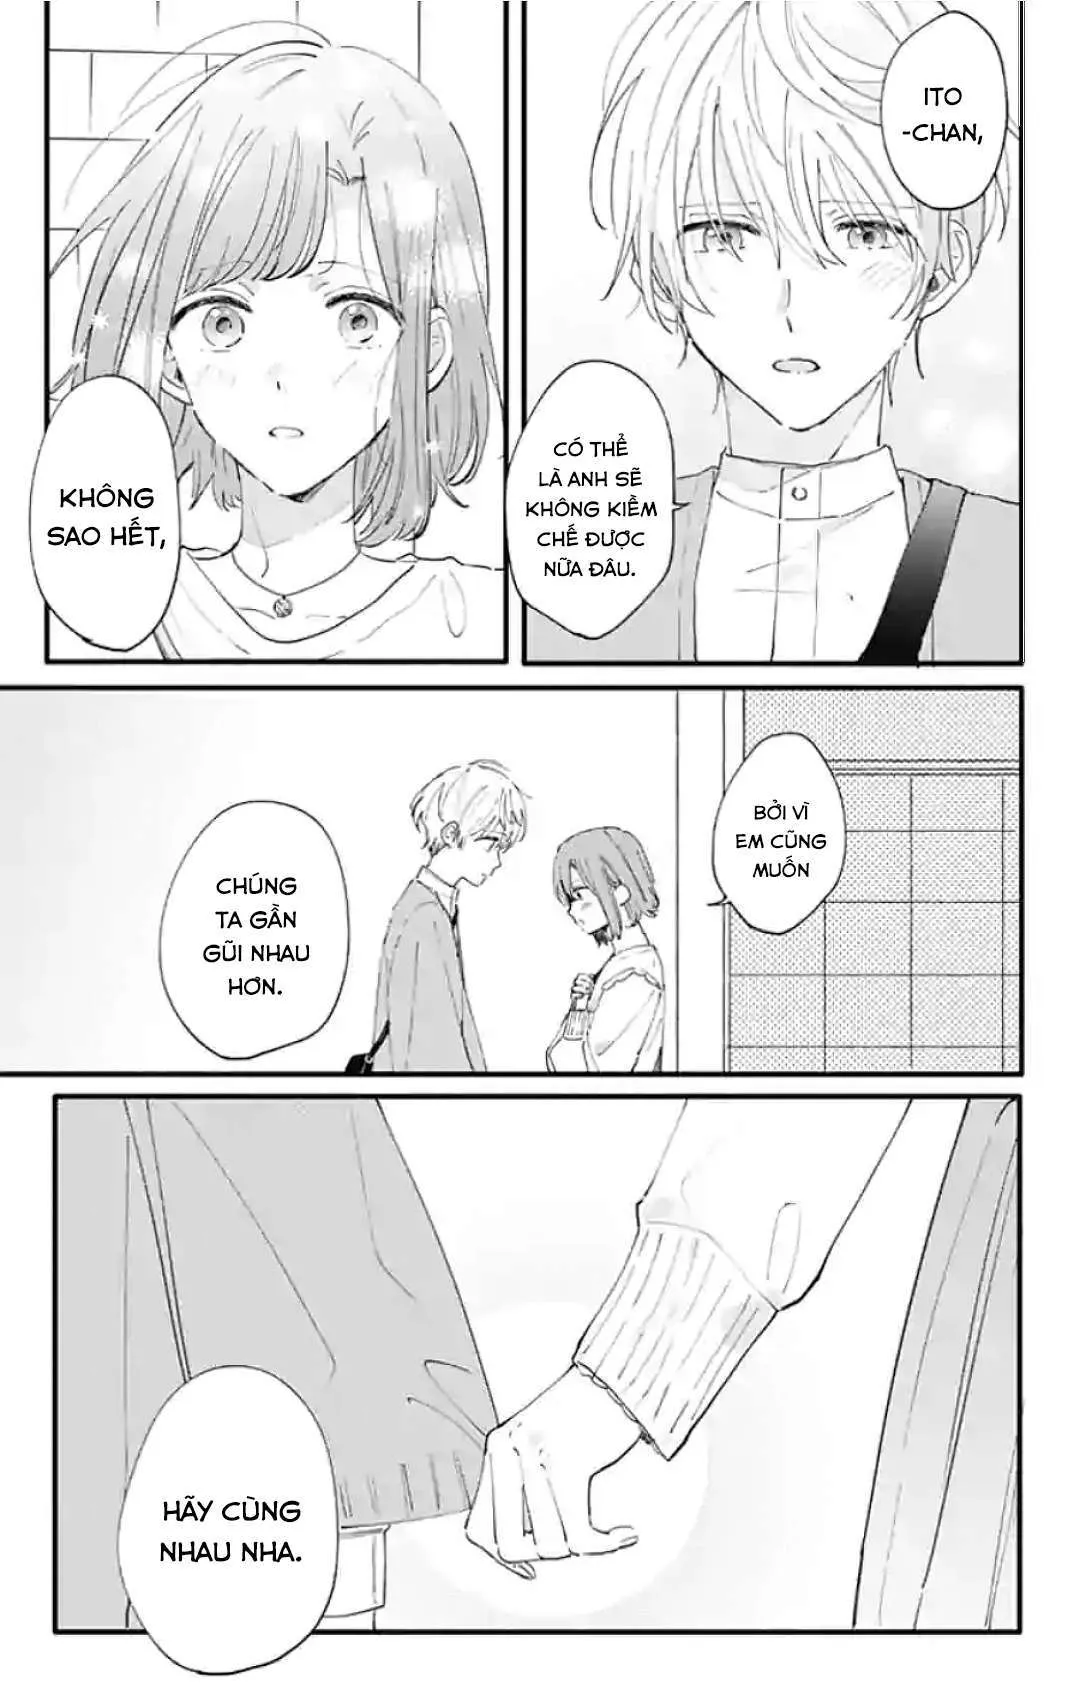 ITO
-CHAN,
CÓ THỂ
LÀ ANH SẼ
KHÔNG KIỀM
CHẾ ĐƯỢC
NỮA ĐÂU.
KHÔNG
SAO HẾT,
BỞI VÌ
EM CŨNG
MUỐN
CHÚNG
TA GẦN
GŨI NHAU
HƠN.
HÃY CÙNG
NHAU NHA.